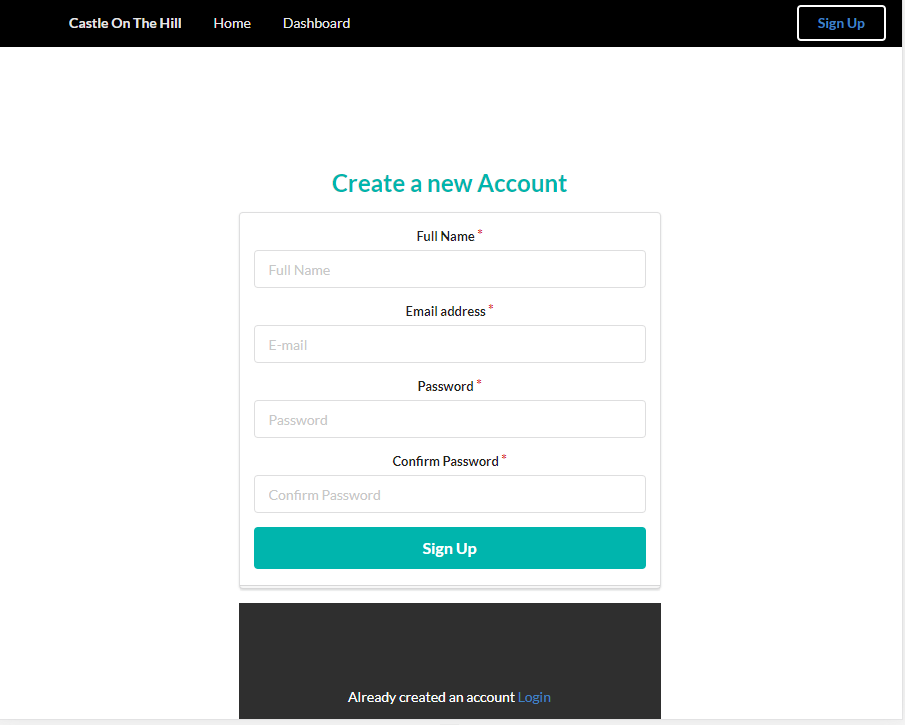 Castle On The Hill Home Dashboard Sign Up
Create a new Account
Full Name *
Full Name
Email address *
E-mail
Password *
Password
Confirm Password *
Confirm Password
Sign Up
Already created an account Login